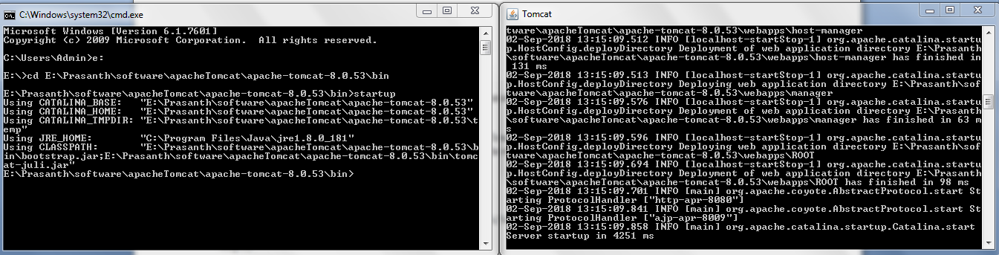 C:\Windows\system32\cmd.exe
Microsoft Windows [Version 6.1.7601]
Copyright (c) 2009 Microsoft Corporation.  All rights reserved.
C:\Users\Admin>e:
E:\>cd E:\Prasanth\software\apacheTomcat\apache-tomcat-8.0.53\bin
E:\Prasanth\software\apacheTomcat\apache-tomcat-8.0.53\bin>startup
Using CATALINA_BASE:   "E:\Prasanth\software\apacheTomcat\apache-tomcat-8.0.53"
Using CATALINA_HOME:   "E:\Prasanth\software\apacheTomcat\apache-tomcat-8.0.53"
Using CATALINA_TMPDIR: "E:\Prasanth\software\apacheTomcat\apache-tomcat-8.0.53\t
emp"
Using JRE_HOME:        "C:\Program Files\Java\jre1.8.0_181"
Using CLASSPATH:       "E:\Prasanth\software\apacheTomcat\apache-tomcat-8.0.53\b
in\bootstrap.jar;E:\Prasanth\software\apacheTomcat\apache-tomcat-8.0.53\bin\tomc
at-juli.jar"
E:\Prasanth\software\apacheTomcat\apache-tomcat-8.0.53\bin>
Tomcat
tware\apacheTomcat\apache-tomcat-8.0.53\webapps\host-manager
02-Sep-2018 13:15:09.512 INFO [localhost-startStop-1] org.apache.catalina.startu
p.HostConfig.deployDirectory Deployment of web application directory E:\Prasanth
\software\apacheTomcat\apache-tomcat-8.0.53\webapps\host-manager has finished in
 131 ms
02-Sep-2018 13:15:09.513 INFO [localhost-startStop-1] org.apache.catalina.startu
p.HostConfig.deployDirectory Deploying web application directory E:\Prasanth\sof
tware\apacheTomcat\apache-tomcat-8.0.53\webapps\manager
02-Sep-2018 13:15:09.576 INFO [localhost-startStop-1] org.apache.catalina.startu
p.HostConfig.deployDirectory Deployment of web application directory E:\Prasanth
\software\apacheTomcat\apache-tomcat-8.0.53\webapps\manager has finished in 63 m
s
02-Sep-2018 13:15:09.596 INFO [localhost-startStop-1] org.apache.catalina.startu
p.HostConfig.deployDirectory Deploying web application directory E:\Prasanth\sof
tware\apacheTomcat\apache-tomcat-8.0.53\webapps\ROOT
02-Sep-2018 13:15:09.694 INFO [localhost-startStop-1] org.apache.catalina.startu
p.HostConfig.deployDirectory Deployment of web application directory E:\Prasanth
\software\apacheTomcat\apache-tomcat-8.0.53\webapps\ROOT has finished in 98 ms
02-Sep-2018 13:15:09.701 INFO [main] org.apache.coyote.AbstractProtocol.start St
arting ProtocolHandler ["http-apr-8080"]
02-Sep-2018 13:15:09.841 INFO [main] org.apache.coyote.AbstractProtocol.start St
arting ProtocolHandler ["ajp-apr-8009"]
02-Sep-2018 13:15:09.858 INFO [main] org.apache.catalina.startup.Catalina.start
Server startup in 4251 ms